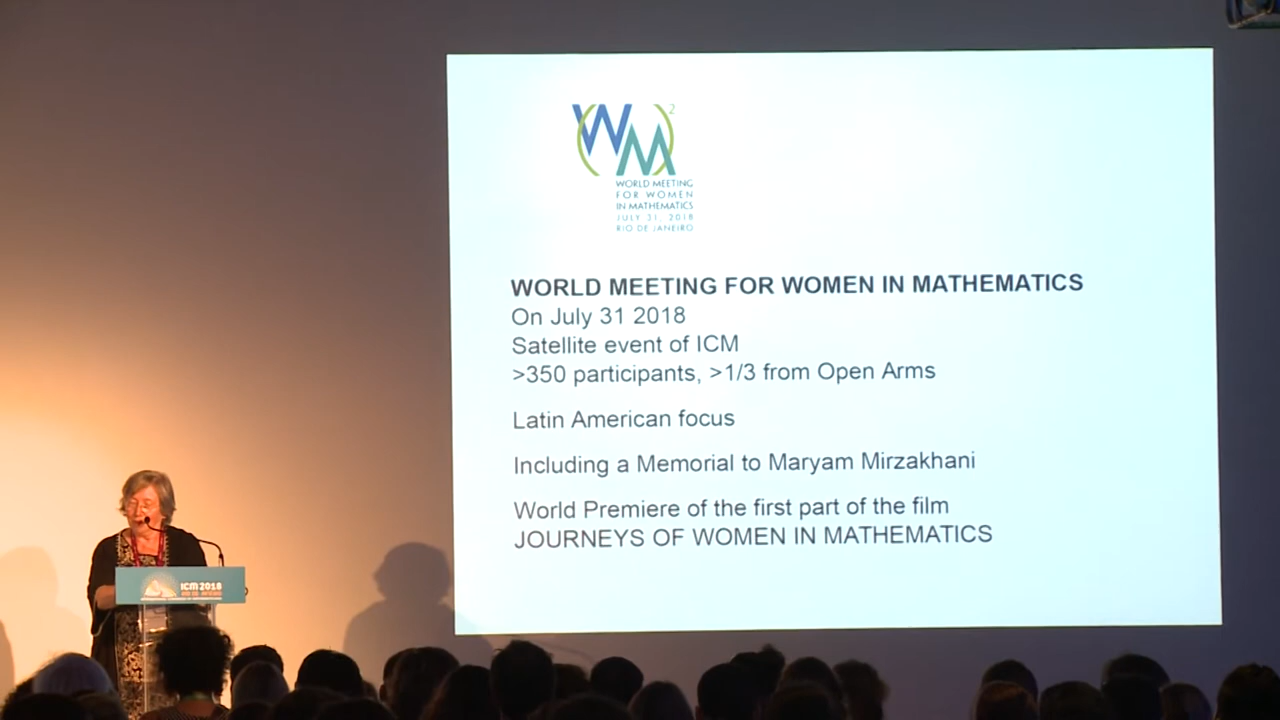 (WM)²
WORLD MEETING
FOR WOMEN
IN MATHEMATICS
JULY 31, 2018
RIO DE JANEIRO
WORLD MEETING FOR WOMEN IN MATHEMATICS
On July 31 2018
Satellite event of ICM
>350 participants, >1/3 from Open Arms
Latin American focus
Including a Memorial to Maryam Mirzakhani
World Premiere of the first part of the film
JOURNEYS OF WOMEN IN MATHEMATICS
ICM 2018
RIO DE JANEIRO